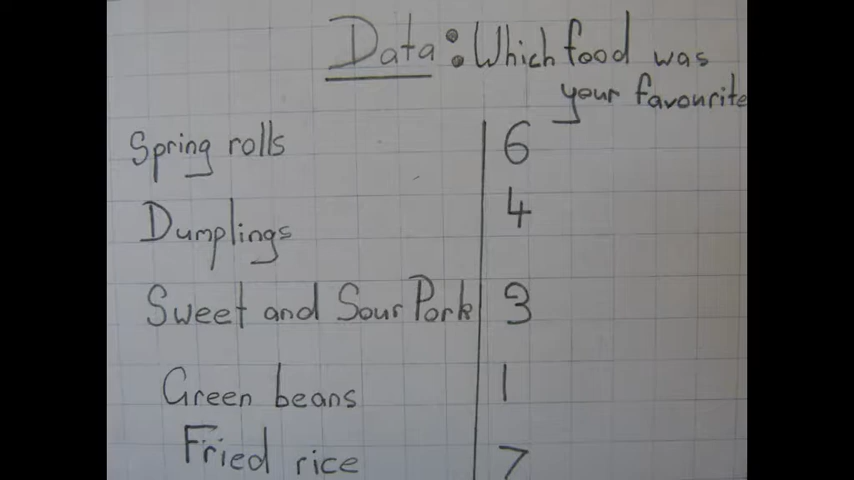 Data: Which food was
your favourite
Spring rolls 6
Dumplings 4
Sweet and Sour Pork 3
Green beans 1
Fried rice 7